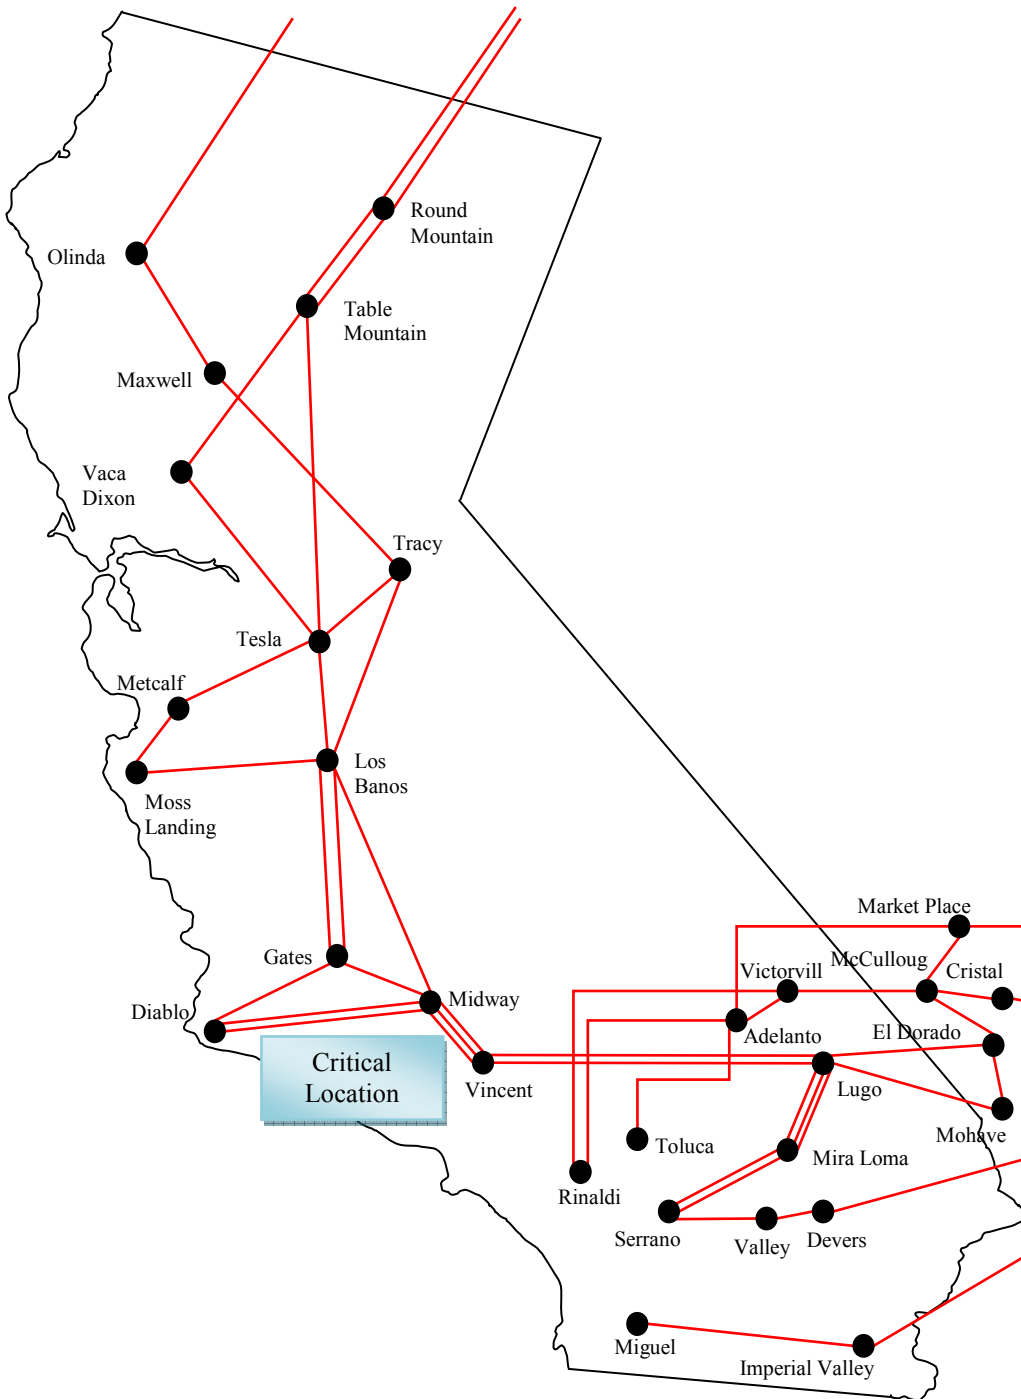 Round
Mountain
Olinda
Table
Mountain
Maxwell
Vaca
Dixon
Tracy
Tesla
Metcalf
Los
Banos
Moss
Landing
Market Place
McCulloug
Cristal
Gates
Victorvill
Midway
Diablo
Adelanto
El Dorado
Critical
Location
Vincent
Lugo
Mohave
Toluca
Mira Loma
Rinaldi
Serrano
Valley
Devers
Miguel
Imperial Valley